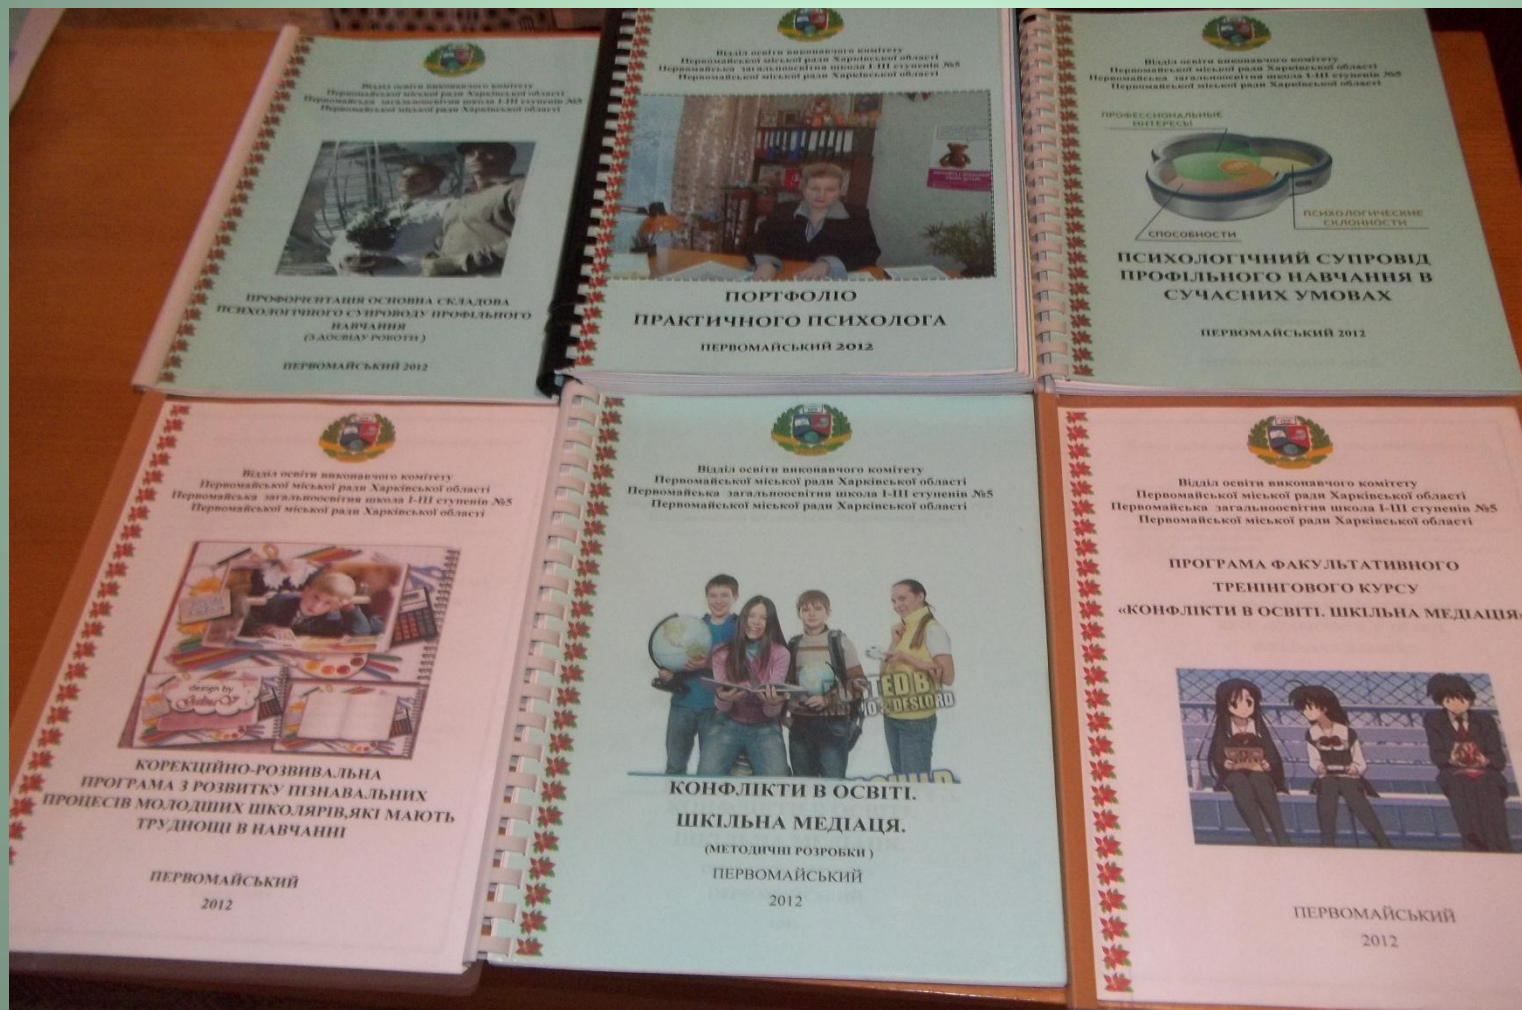 Відділ освіти виконавчого комітету
Первомайської міської ради Харківської області
Первомайська загальноосвітня школа І-ІІІ ступенів №5
Первомайської міської ради Харківської області
ПРОФОРІЄНТАЦІЯ ОСНОВНА СКЛАДОВА
ПСИХОЛОГІЧНОГО СУПРОВОДУ ПРОФІЛЬНОГО
НАВЧАННЯ
(З ДОСВІДУ РОБОТИ )
ПЕРВОМАЙСЬКИЙ 2012
Відділ освіти виконавчого комітету
Первомайської міської ради Харківської області
Первомайська загальноосвітня школа І-ІІІ ступенів №5
Первомайської міської ради Харківської області
ПОРТФОЛІО
ПРАКТИЧНОГО ПСИХОЛОГА
ПЕРВОМАЙСЬКИЙ 2012
Відділ освіти виконавчого комітету
Первомайської міської ради Харківської області
Первомайська загальноосвітня школа І-ІІІ ступенів №5
Первомайської міської ради Харківської області
ПРОФЕССИОНАЛЬНЫЕ
ИНТЕРЕСЫ
ПСИХОЛОГИЧЕСКИЕ
СКЛОННОСТИ
СПОСОБНОСТИ
ПСИХОЛОГІЧНИЙ СУПРОВІД
ПРОФІЛЬНОГО НАВЧАННЯ В
СУЧАСНИХ УМОВАХ
ПЕРВОМАЙСЬКИЙ 2012
Відділ освіти виконавчого комітету
Первомайської міської ради Харківської області
Первомайська загальноосвітня школа І-ІІІ ступенів №5
Первомайської міської ради Харківської області
design by
КОРЕКЦІЙНО-РОЗВИВАЛЬНА
ПРОГРАМА З РОЗВИТКУ ПІЗНАВАЛЬНИХ
ПРОЦЕСІВ МОЛОДШИХ ШКОЛЯРІВ,ЯКІ МАЮТЬ
ТРУДНОЩІ В НАВЧАННІ
ПЕРВОМАЙСЬКИЙ
2012
Відділ освіти виконавчого комітету
Первомайської міської ради Харківської області
Первомайська загальноосвітня школа І-ІІІ ступенів №5
Первомайської міської ради Харківської області
BY
DESLORD
КОНФЛІКТИ В ОСВІТІ.
ШКІЛЬНА МЕДІАЦЯ.
(МЕТОДИЧНІ РОЗРОБКИ )
ПЕРВОМАЙСЬКИЙ
2012
Відділ освіти виконавчого комітету
Первомайської міської ради Харківської області
Первомайська загальноосвітня школа І-ІІІ ступенів №5
Первомайської міської ради Харківської області
ПРОГРАМА ФАКУЛЬТАТИВНОГО
ТРЕНІНГОВОГО КУРСУ
«КОНФЛІКТИ В ОСВІТІ. ШКІЛЬНА МЕДІАЦІЯ»
ПЕРВОМАЙСЬКИЙ
2012